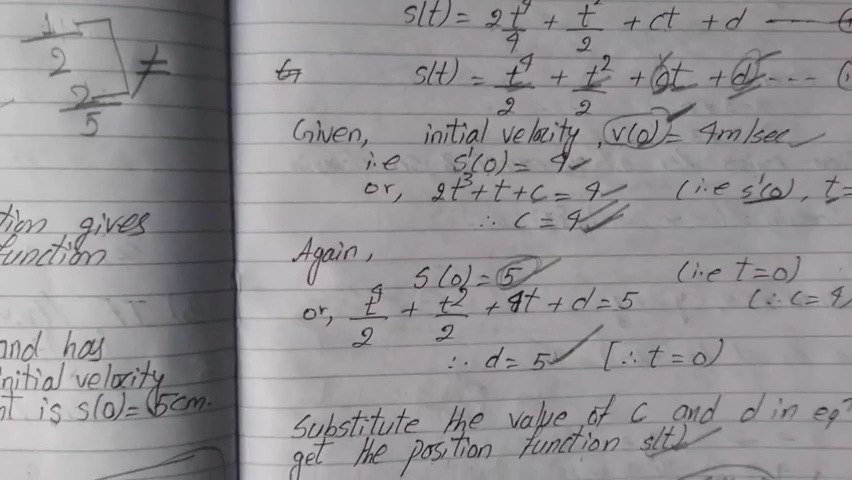 1/2
2/5 ≠
tion gives
function
and has
initial velocity
nt is s(0) = 5cm.
s(t) = 2t⁴/4 + t²/2 + ct + d ----
s(t) = t⁴/2 + t²/2 + ct + d ----
Given, initial velocity, v(0) = 4m/sec
i.e s'(0) = 4
or, 2t³ + t + c = 4 (i.e s'(0), t=
∴ c = 4
Again,
S(0) = 5 (i.e t=0)
or, t⁴/2 + t²/2 + 4t + d = 5 (∴ c = 4
∴ d = 5 [∴ t = 0)
Substitute the value of c and d in eqⁿ
get the position function s(t)